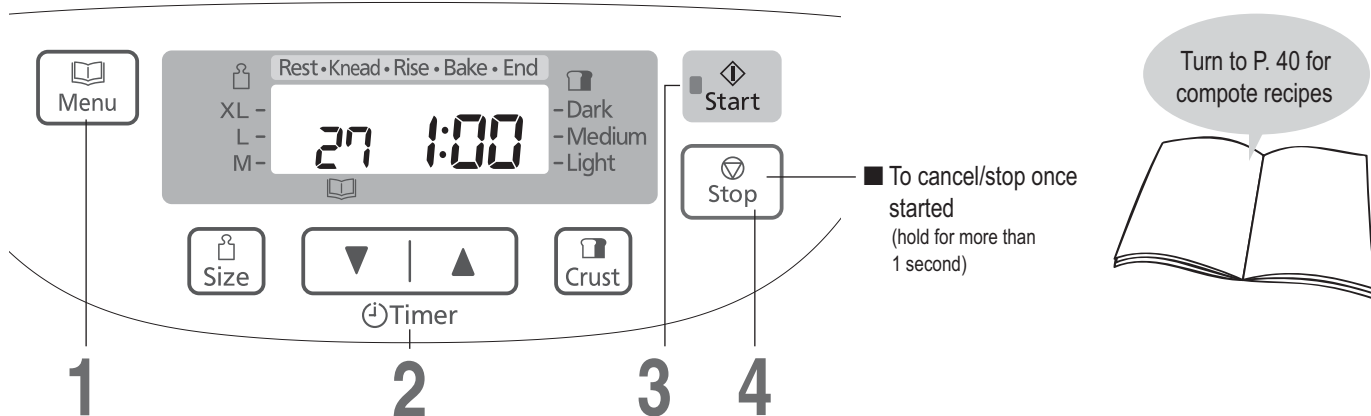 Menu
Rest • Knead • Rise • Bake • End
XL –
L –
M –
27 1:00
– Dark
– Medium
– Light
Start
Stop
Size
Timer
Crust
■ To cancel/stop once
started
(hold for more than
1 second)
Turn to P. 40 for
compote recipes
1
2
3
4